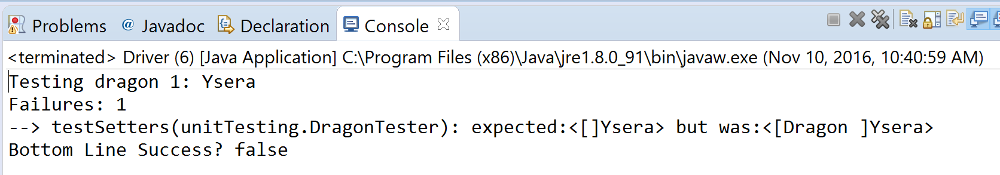 Problems @ Javadoc Declaration Console
<terminated> Driver (6) [Java Application] C:\Program Files (x86)\Java\jre1.8.0_91\bin\javaw.exe (Nov 10, 2016, 10:40:59 AM)
Testing dragon 1: Ysera
Failures: 1
--> testSetters(unitTesting.DragonTester): expected:<[]Ysera> but was:<[Dragon ]Ysera>
Bottom Line Success? false